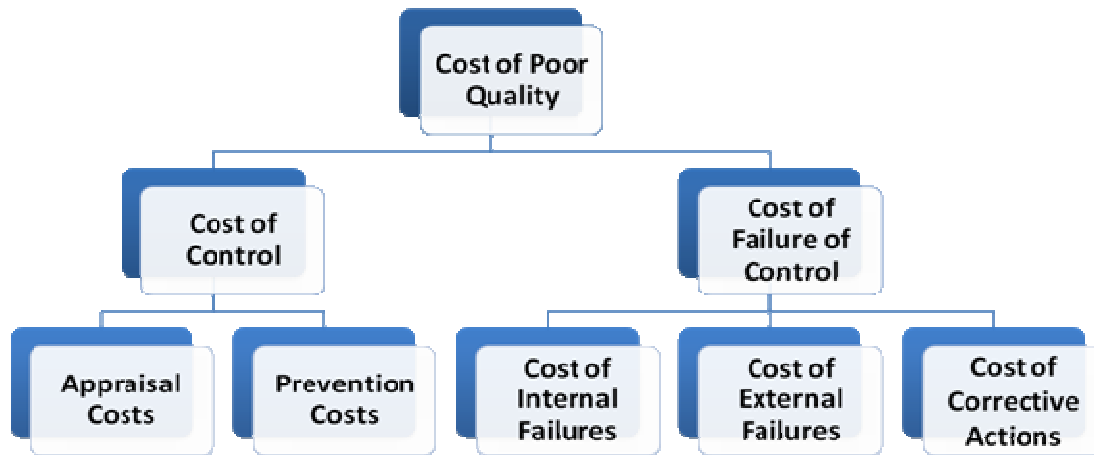 Cost of Poor
Quality
Cost of
Control
Cost of
Failure of
Control
Appraisal
Costs
Prevention
Costs
Cost of
Internal
Failures
Cost of
External
Failures
Cost of
Corrective
Actions